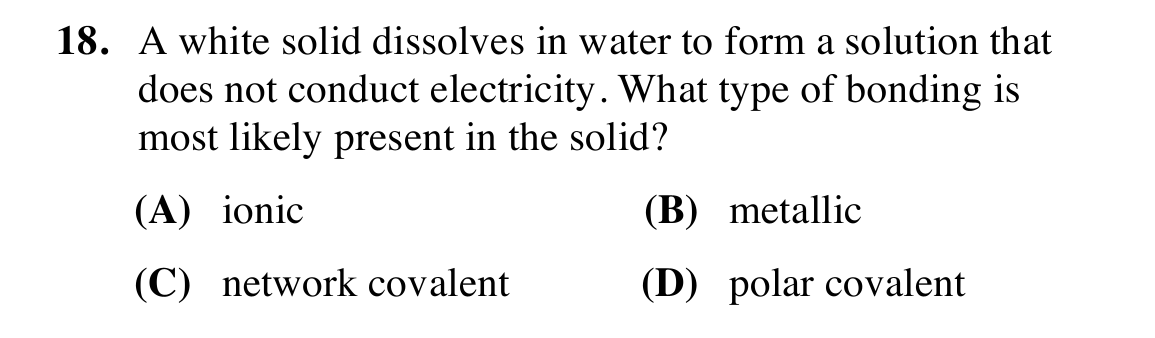 18. A white solid dissolves in water to form a solution that
does not conduct electricity. What type of bonding is
most likely present in the solid?
(A) ionic (B) metallic
(C) network covalent (D) polar covalent